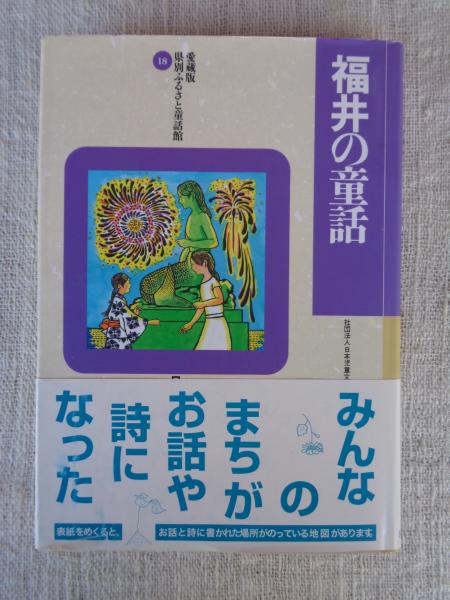 福井の童話
愛蔵版
県別ふるさと童話館
18
社団法人日本児童文
みんな
の
まちが
お話や
詩に
なった
表紙をめくると、
お話と詩に書かれた場所がのっている地図があります。